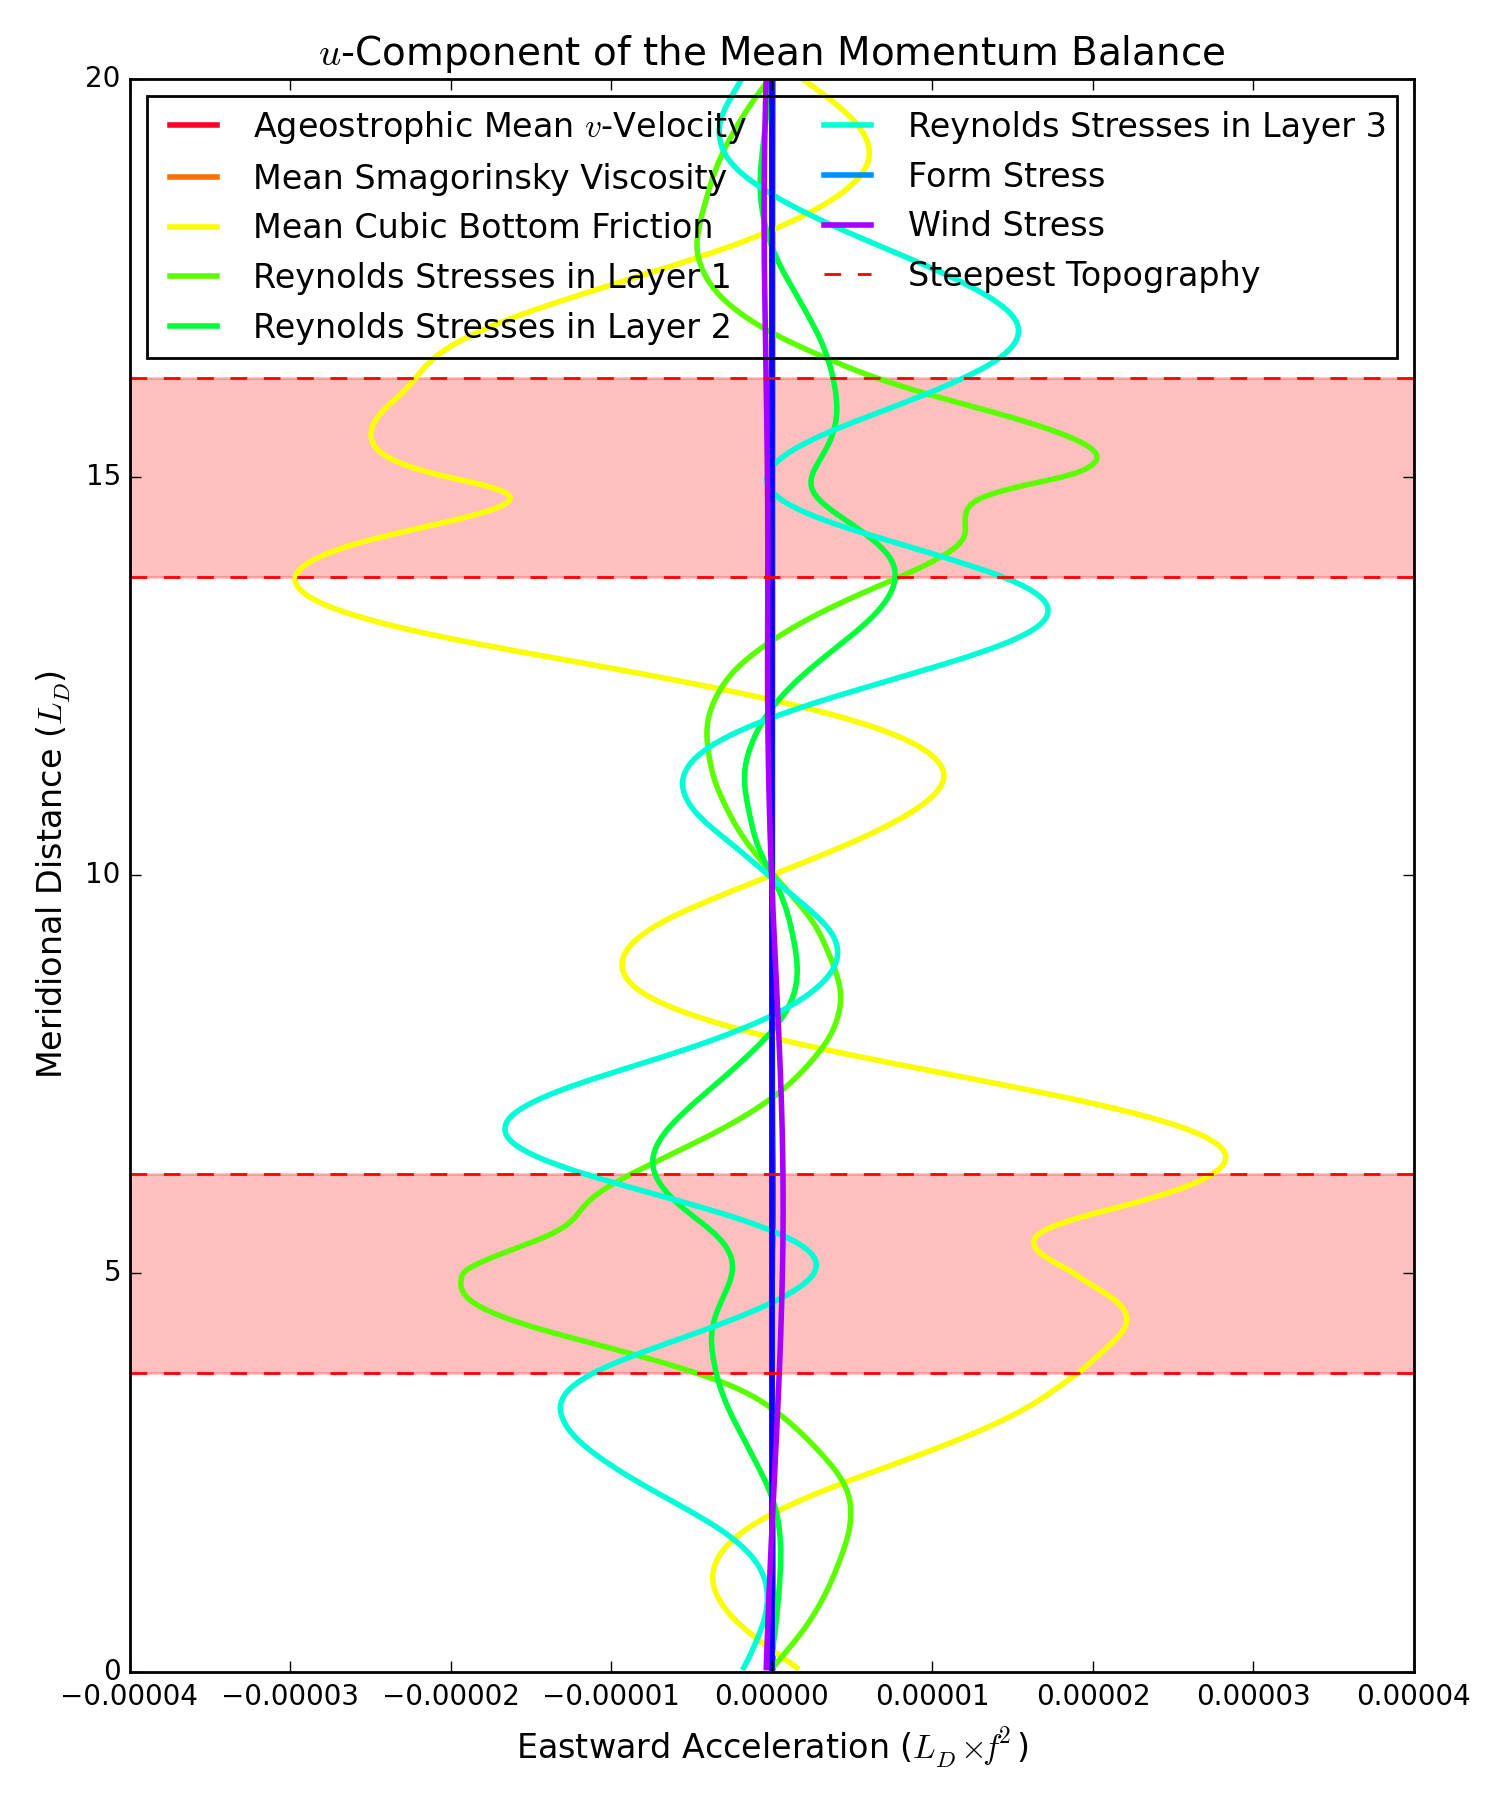 u-Component of the Mean Momentum Balance
20
15
10
5
0
Meridional Distance (L_D)
Ageostrophic Mean v-Velocity
Mean Smagorinsky Viscosity
Mean Cubic Bottom Friction
Reynolds Stresses in Layer 1
Reynolds Stresses in Layer 2
Reynolds Stresses in Layer 3
Form Stress
Wind Stress
Steepest Topography
−0.00004 −0.00003 −0.00002 −0.00001 0.00000 0.00001 0.00002 0.00003 0.00004
Eastward Acceleration (L_D × f²)